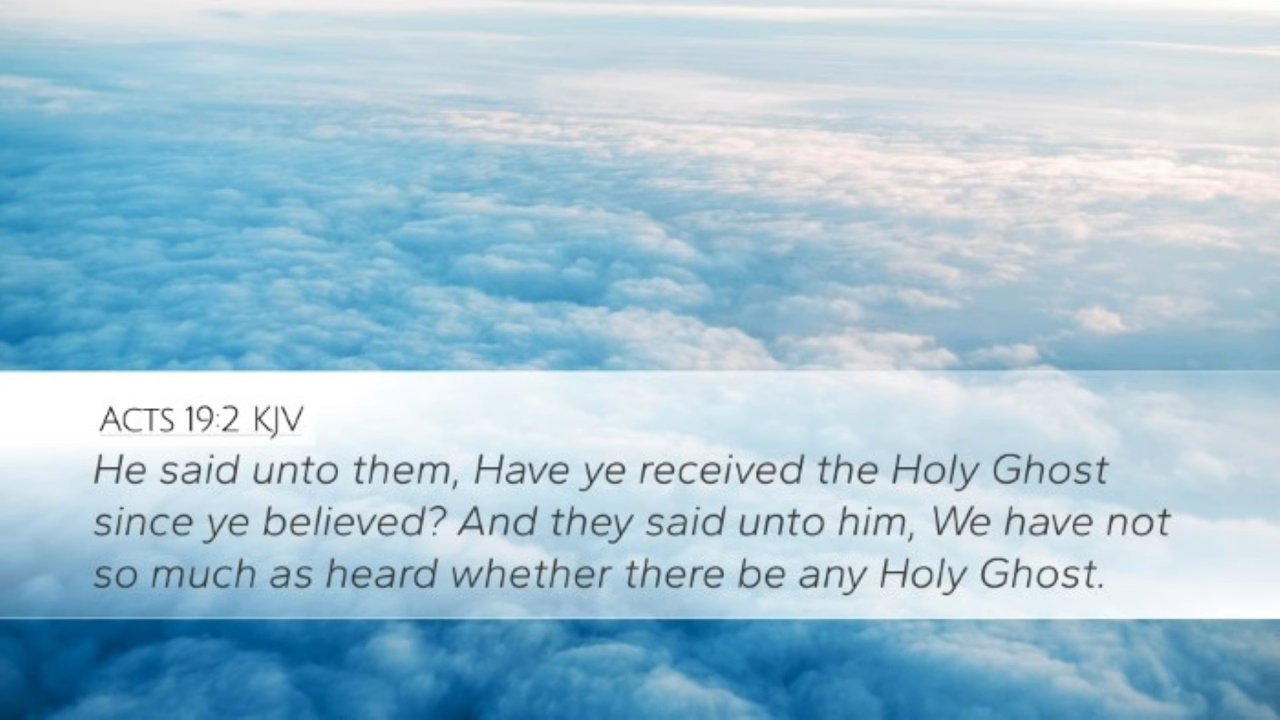 ACTS 19:2 KJV
He said unto them, Have ye received the Holy Ghost
since ye believed? And they said unto him, We have not
so much as heard whether there be any Holy Ghost.